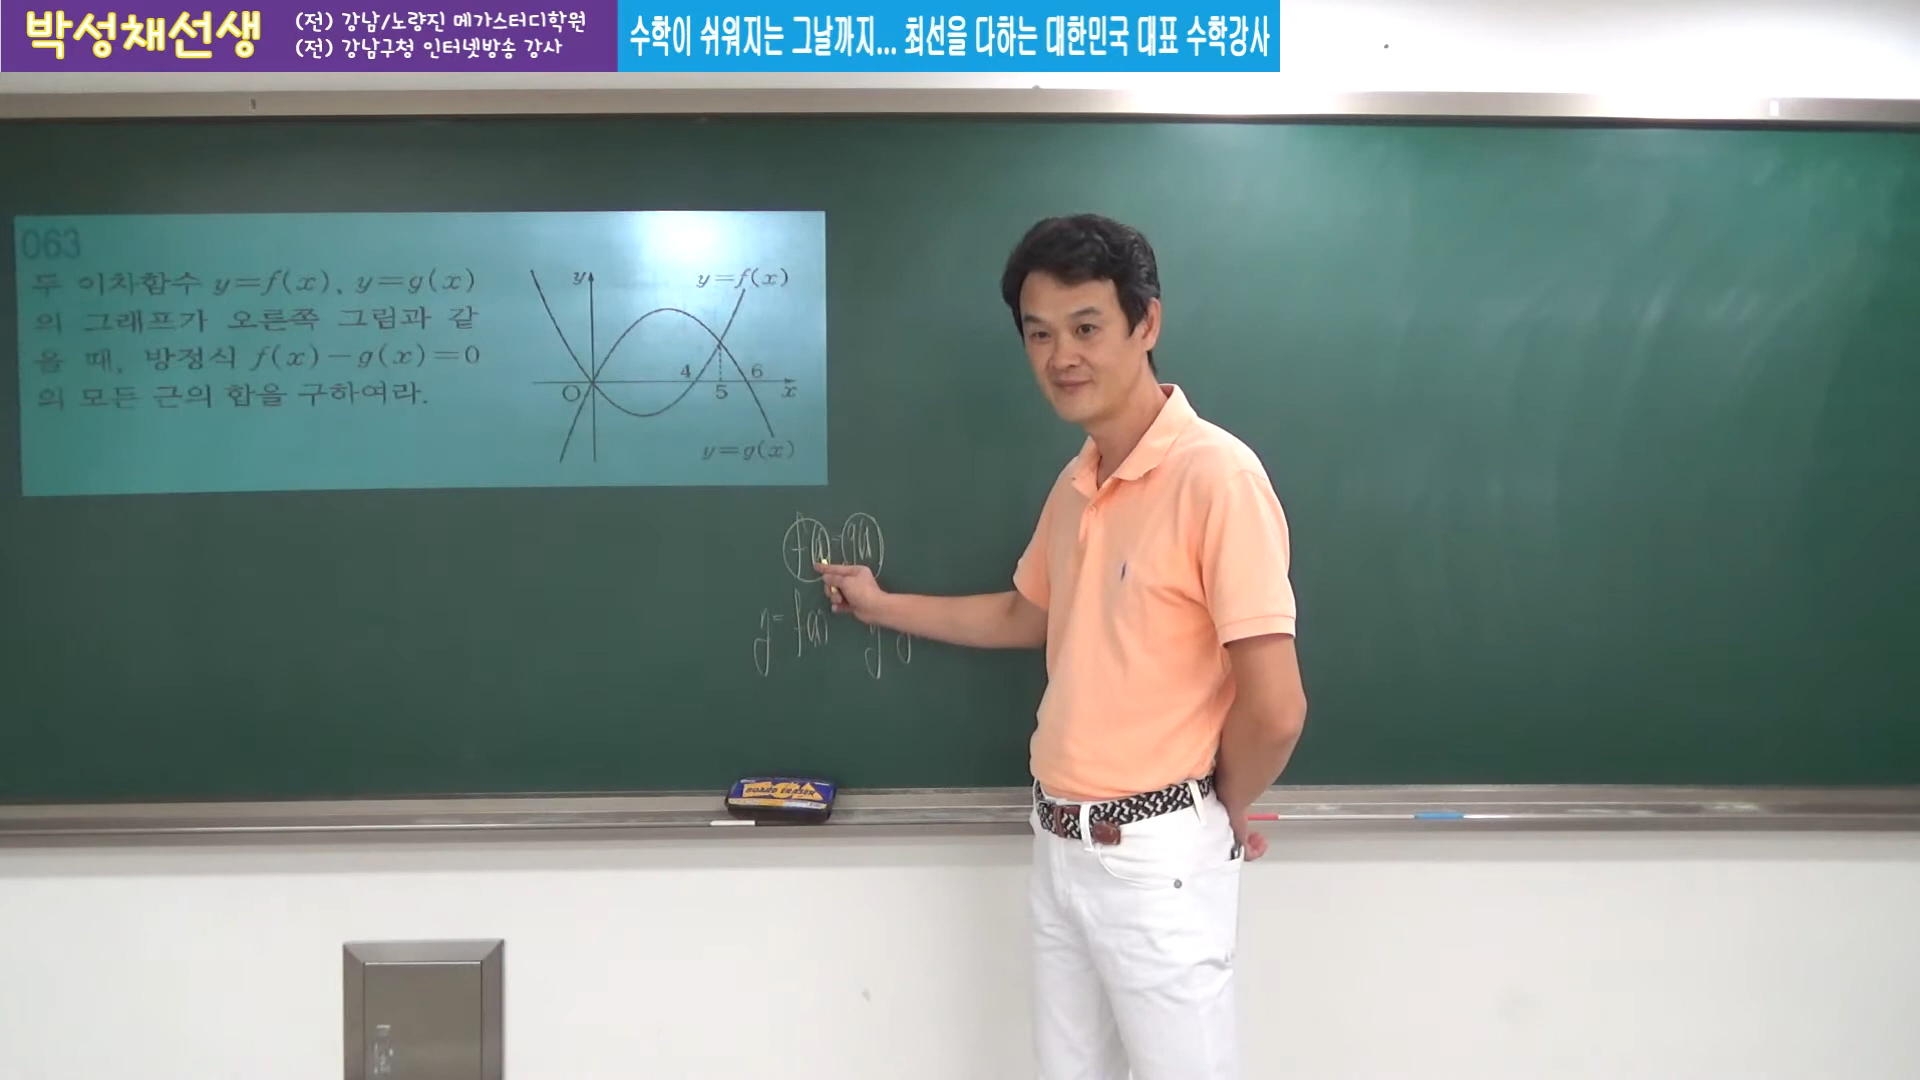 박성채선생
(전) 강남/노량진 메가스터디학원
(전) 강남구청 인터넷방송 강사
수학이 쉬워지는 그날까지... 최선을 다하는 대한민국 대표 수학강사
063
두 이차함수 y=f(x), y=g(x)
의 그래프가 오른쪽 그림과 같
을 때, 방정식 f(x)-g(x)=0
의 모든 근의 합을 구하여라.
y
y=f(x)
4
6
O
5
x
y=g(x)
f(x)=g(x)
y=f(x)
BOARD ERASER